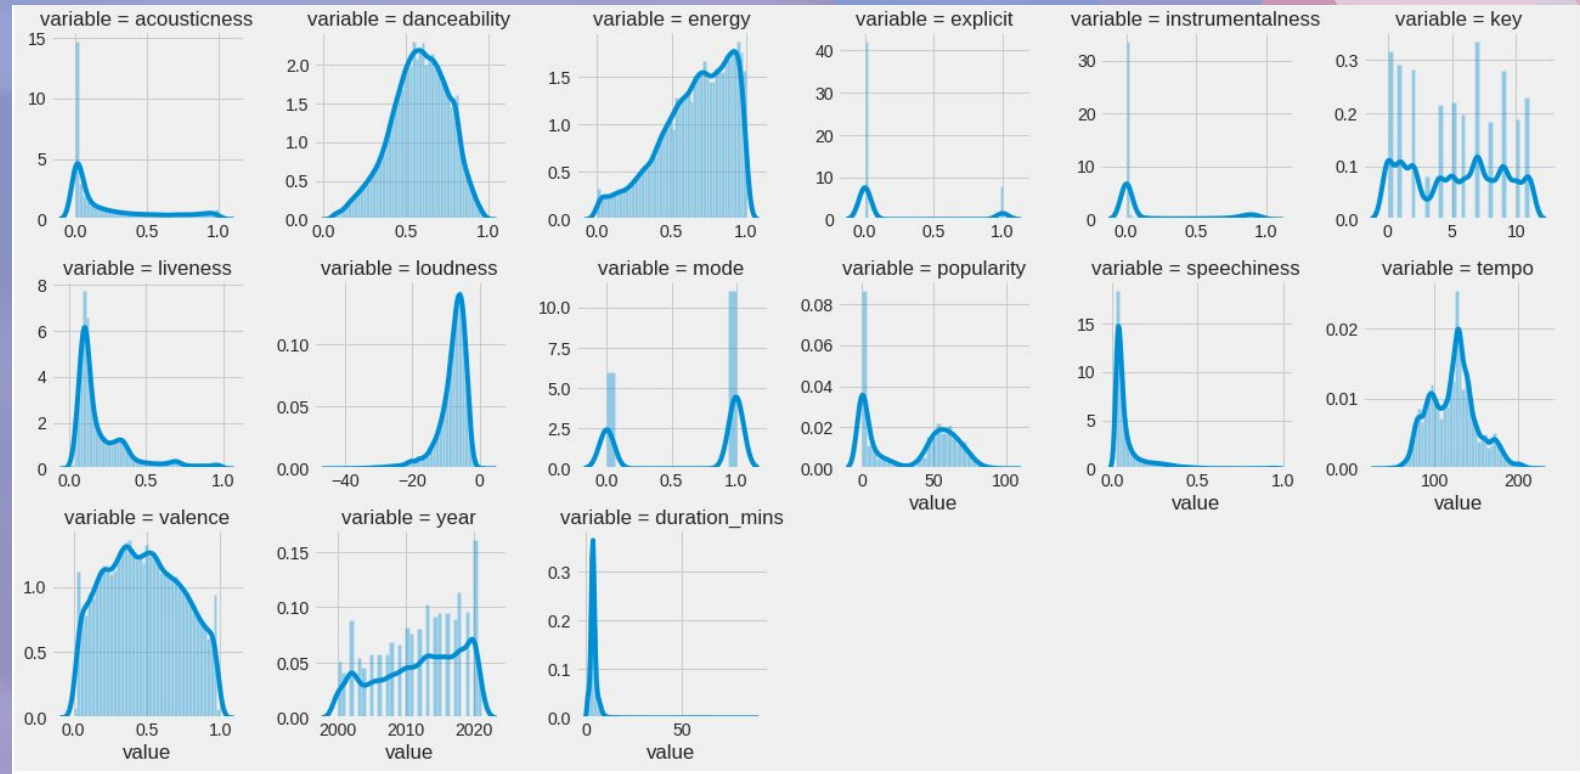 variable = acousticness
15
10
5
0
0.0 0.5 1.0
variable = danceability
2.0
1.5
1.0
0.5
0.0
0.0 0.5 1.0
variable = energy
1.5
1.0
0.5
0.0
0.0 0.5 1.0
variable = explicit
40
30
20
10
0
0.0 0.5 1.0
variable = instrumentalness
30
20
10
0
0.0 0.5 1.0
variable = key
0.3
0.2
0.1
0.0
0 5 10
variable = liveness
8
6
4
2
0
0.0 0.5 1.0
variable = loudness
0.10
0.05
0.00
−40 −20 0
variable = mode
10.0
7.5
5.0
2.5
0.0
0.0 0.5 1.0
variable = popularity
0.08
0.06
0.04
0.02
0.00
0 50 100
value
variable = speechiness
15
10
5
0
0.0 0.5 1.0
value
variable = tempo
0.02
0.01
0.00
100 200
value
variable = valence
1.0
0.5
0.0
0.0 0.5 1.0
value
variable = year
0.15
0.10
0.05
0.00
2000 2010 2020
value
variable = duration_mins
0.3
0.2
0.1
0.0
0 50
value